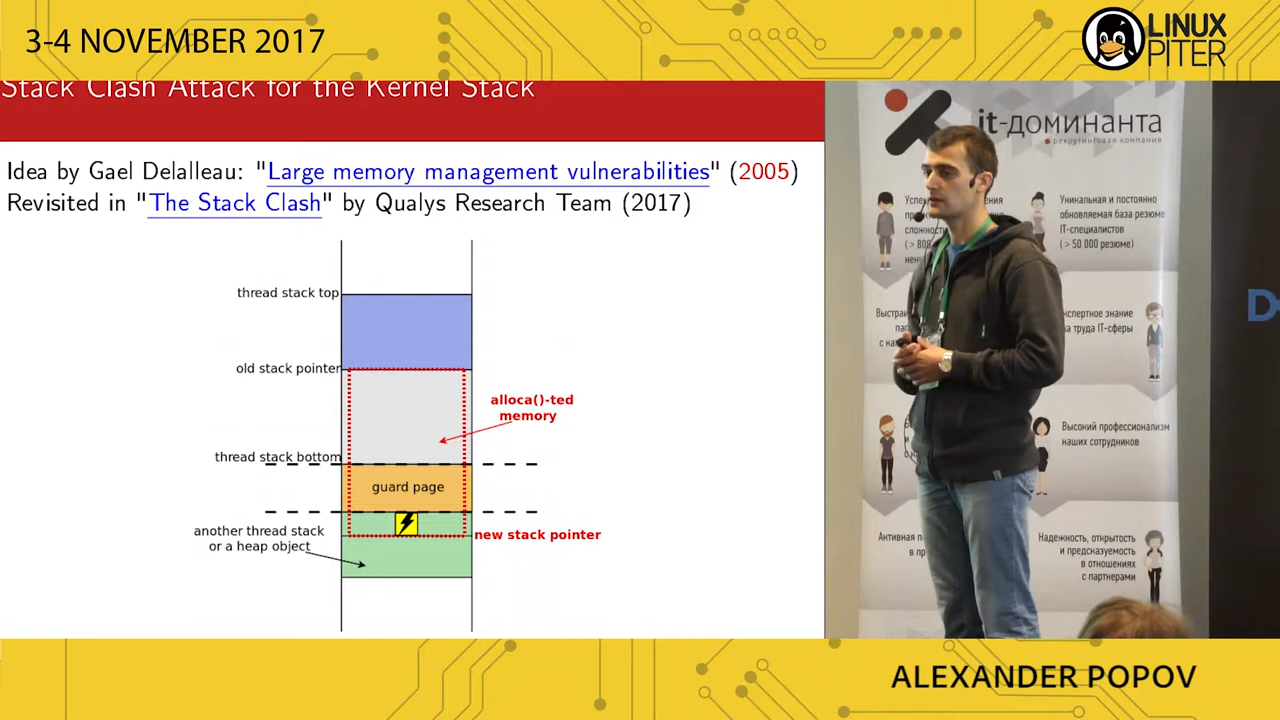 3-4 NOVEMBER 2017
LINUX
PITER
Stack Clash Attack for the Kernel Stack
Idea by Gael Delalleau: "Large memory management vulnerabilities" (2005)
Revisited in "The Stack Clash" by Qualys Research Team (2017)
thread stack top
old stack pointer
alloca()-ted
memory
thread stack bottom
guard page
another thread stack
or a heap object
new stack pointer
it-доминанта
рекрутинговая компания
сложности
Уникальная и постоянно
обновляемая база резюме
IT-специалистов
( > 50 000 резюме)
труда IT-сферы
Высокий профессионализм
наших сотрудников
Надежность, открытость
и предсказуемость
в отношениях
с партнерами
D
ALEXANDER POPOV